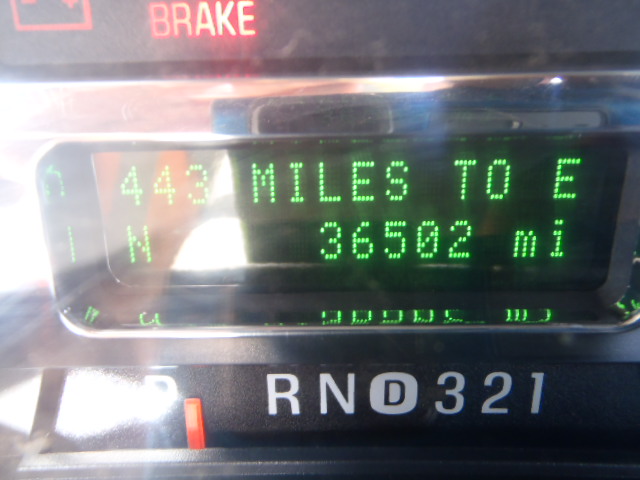 BRAKE
443 MILES TO E
N 36502 mi
P R N D 3 2 1